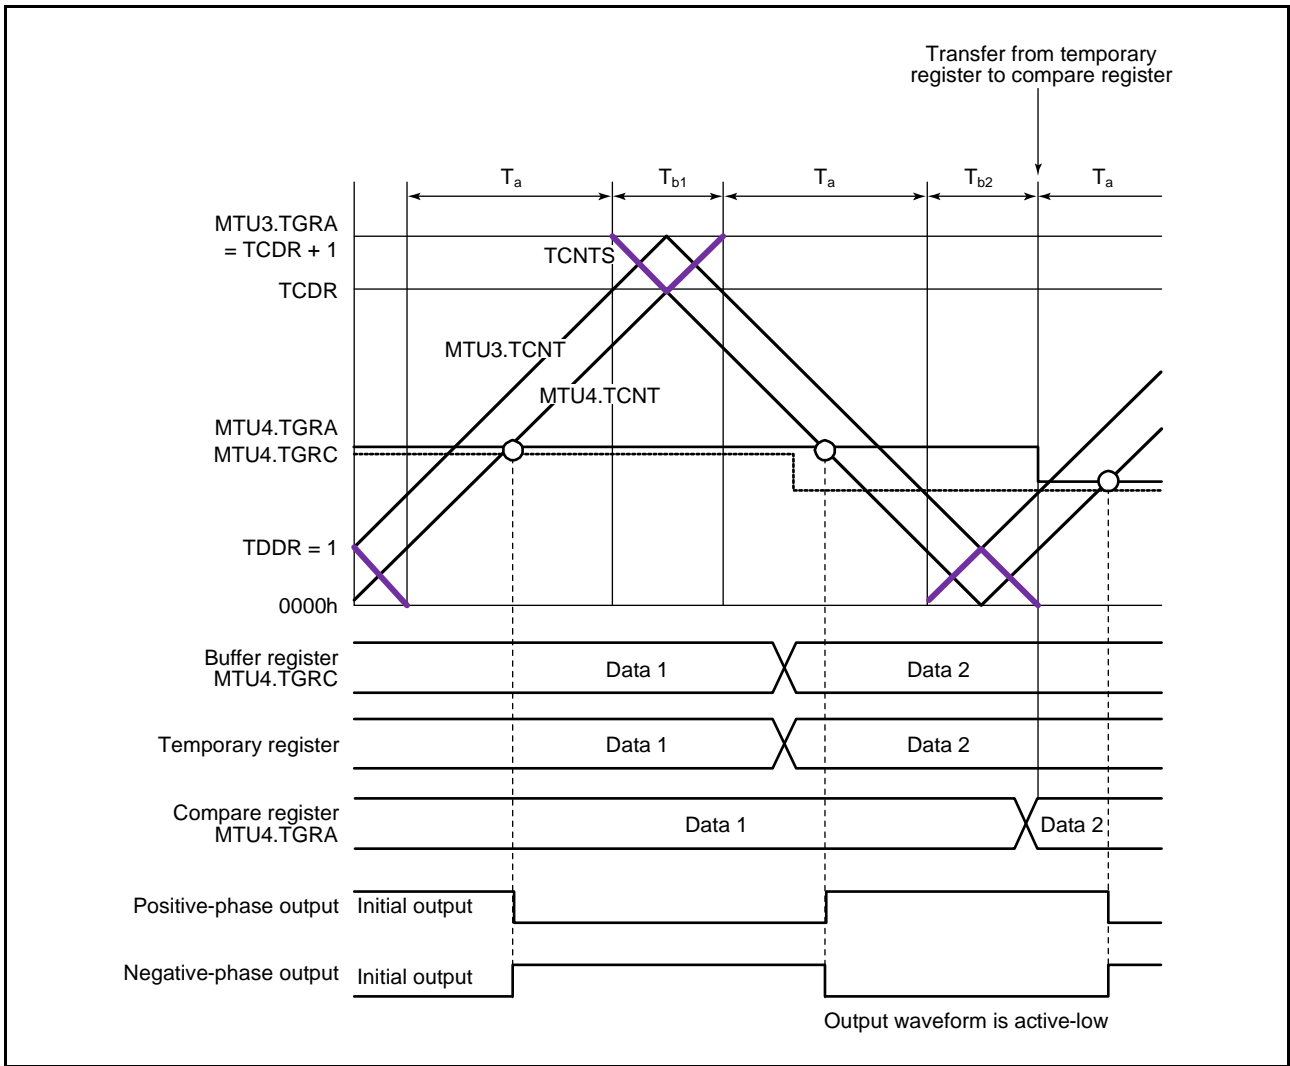 Transfer from temporary
register to compare register
Ta
Tb1
Ta
Tb2
Ta
MTU3.TGRA
= TCDR + 1
TCNTS
TCDR
MTU3.TCNT
MTU4.TCNT
MTU4.TGRA
MTU4.TGRC
TDDR = 1
0000h
Buffer register
MTU4.TGRC
Data 1
Data 2
Temporary register
Data 1
Data 2
Compare register
MTU4.TGRA
Data 1
Data 2
Positive-phase output
Initial output
Negative-phase output
Initial output
Output waveform is active-low